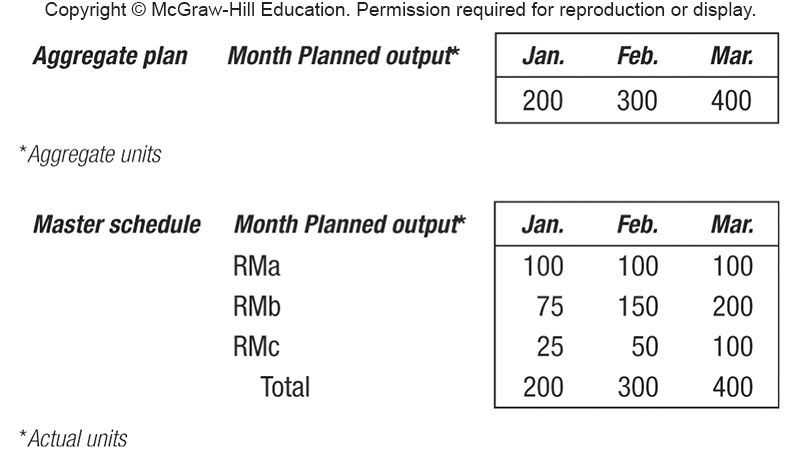 Copyright © McGraw-Hill Education. Permission required for reproduction or display.
Aggregate plan Month Planned output* Jan. Feb. Mar.
200 300 400
*Aggregate units
Master schedule Month Planned output* Jan. Feb. Mar.
RMa 100 100 100
RMb 75 150 200
RMc 25 50 100
Total 200 300 400
*Actual units